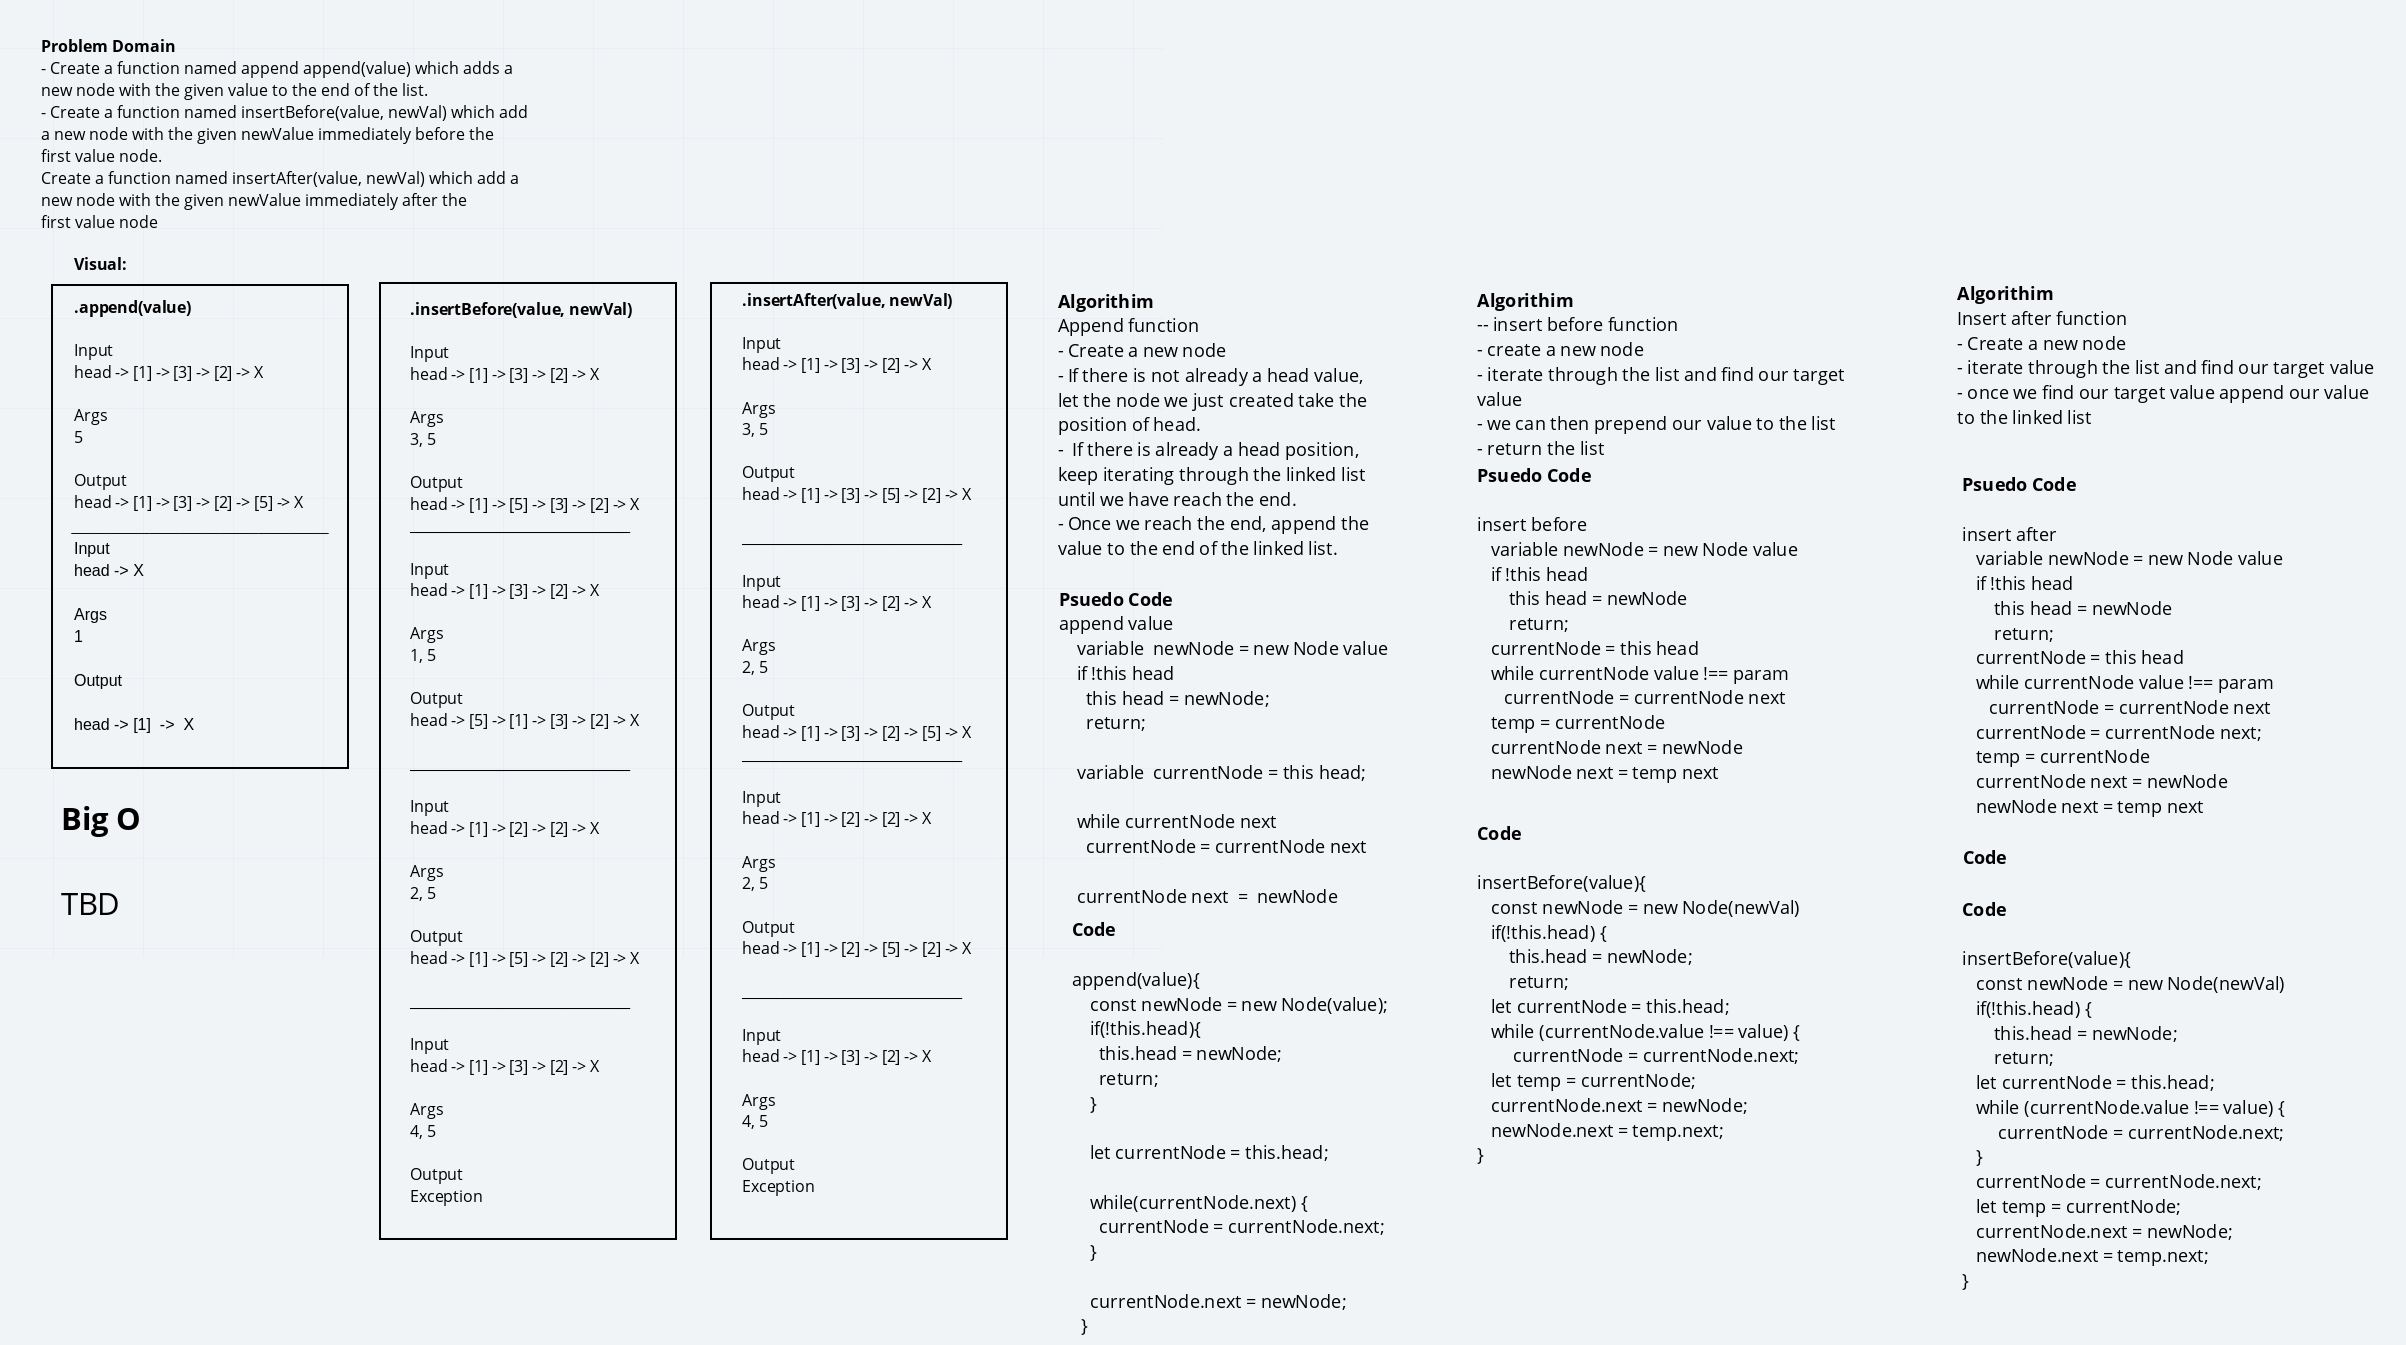 Problem Domain
- Create a function named append append(value) which adds a
new node with the given value to the end of the list.
- Create a function named insertBefore(value, newVal) which add
a new node with the given newValue immediately before the
first value node.
Create a function named insertAfter(value, newVal) which add a
new node with the given newValue immediately after the
first value node
Visual:
.append(value)
Input
head -> [1] -> [3] -> [2] -> X
Args
5
Output
head -> [1] -> [3] -> [2] -> [5] -> X
Input
head -> X
Args
1
Output
head -> [1]  ->  X
Big O
TBD
.insertBefore(value, newVal)
Input
head -> [1] -> [3] -> [2] -> X
Args
3, 5
Output
head -> [1] -> [5] -> [3] -> [2] -> X
Input
head -> [1] -> [3] -> [2] -> X
Args
1, 5
Output
head -> [5] -> [1] -> [3] -> [2] -> X
Input
head -> [1] -> [2] -> [2] -> X
Args
2, 5
Output
head -> [1] -> [5] -> [2] -> [2] -> X
Input
head -> [1] -> [3] -> [2] -> X
Args
4, 5
Output
Exception
.insertAfter(value, newVal)
Input
head -> [1] -> [3] -> [2] -> X
Args
3, 5
Output
head -> [1] -> [3] -> [5] -> [2] -> X
Input
head -> [1] -> [3] -> [2] -> X
Args
2, 5
Output
head -> [1] -> [3] -> [2] -> [5] -> X
Input
head -> [1] -> [2] -> [2] -> X
Args
2, 5
Output
head -> [1] -> [2] -> [5] -> [2] -> X
Input
head -> [1] -> [3] -> [2] -> X
Args
4, 5
Output
Exception
Algorithim
Append function
- Create a new node
- If there is not already a head value,
let the node we just created take the
position of head.
-  If there is already a head position,
keep iterating through the linked list
until we have reach the end.
- Once we reach the end, append the
value to the end of the linked list.
Psuedo Code
append value
variable  newNode = new Node value
if !this head
this head = newNode;
return;
variable  currentNode = this head;
while currentNode next
currentNode = currentNode next
currentNode next  =  newNode
Code
append(value){
const newNode = new Node(value);
if(!this.head){
this.head = newNode;
return;
}
let currentNode = this.head;
while(currentNode.next) {
currentNode = currentNode.next;
}
currentNode.next = newNode;
}
Algorithim
-- insert before function
- create a new node
- iterate through the list and find our target
value
- we can then prepend our value to the list
- return the list
Psuedo Code
insert before
variable newNode = new Node value
if !this head
this head = newNode
return;
currentNode = this head
while currentNode value !== param
currentNode = currentNode next
temp = currentNode
currentNode next = newNode
newNode next = temp next
Code
insertBefore(value){
const newNode = new Node(newVal)
if(!this.head) {
this.head = newNode;
return;
let currentNode = this.head;
while (currentNode.value !== value) {
currentNode = currentNode.next;
let temp = currentNode;
currentNode.next = newNode;
newNode.next = temp.next;
}
Algorithim
Insert after function
- Create a new node
- iterate through the list and find our target value
- once we find our target value append our value
to the linked list
Psuedo Code
insert after
variable newNode = new Node value
if !this head
this head = newNode
return;
currentNode = this head
while currentNode value !== param
currentNode = currentNode next
currentNode = currentNode next;
temp = currentNode
currentNode next = newNode
newNode next = temp next
Code
Code
insertBefore(value){
const newNode = new Node(newVal)
if(!this.head) {
this.head = newNode;
return;
let currentNode = this.head;
while (currentNode.value !== value) {
currentNode = currentNode.next;
}
currentNode = currentNode.next;
let temp = currentNode;
currentNode.next = newNode;
newNode.next = temp.next;
}